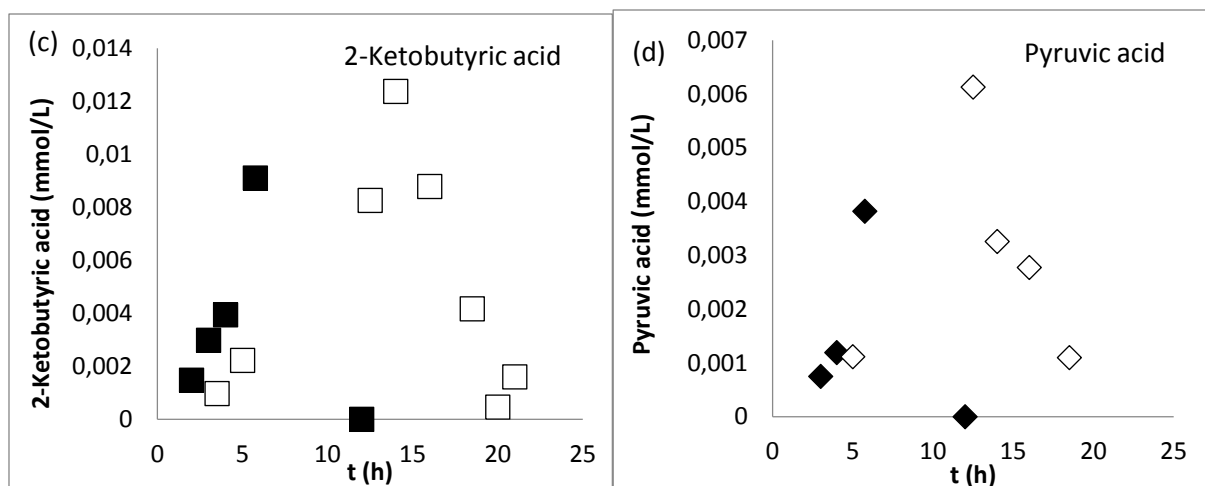 (c)
2-Ketobutyric acid
2-Ketobutyric acid (mmol/L)
0,014
0,012
0,01
0,008
0,006
0,004
0,002
0
0 5 10 15 20 25
t (h)
(d)
Pyruvic acid
Pyruvic acid (mmol/L)
0,007
0,006
0,005
0,004
0,003
0,002
0,001
0
0 5 10 15 20 25
t (h)